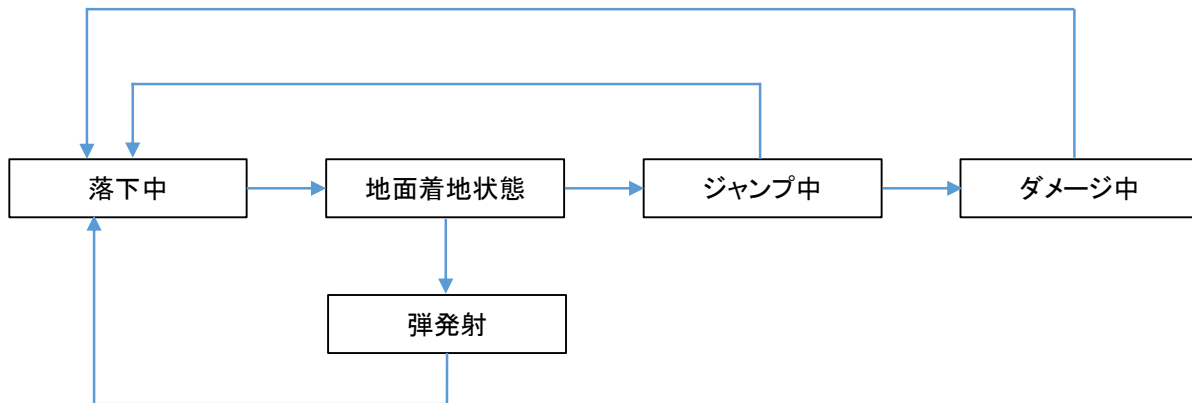 落下中
地面着地状態
ジャンプ中
ダメージ中
弾発射